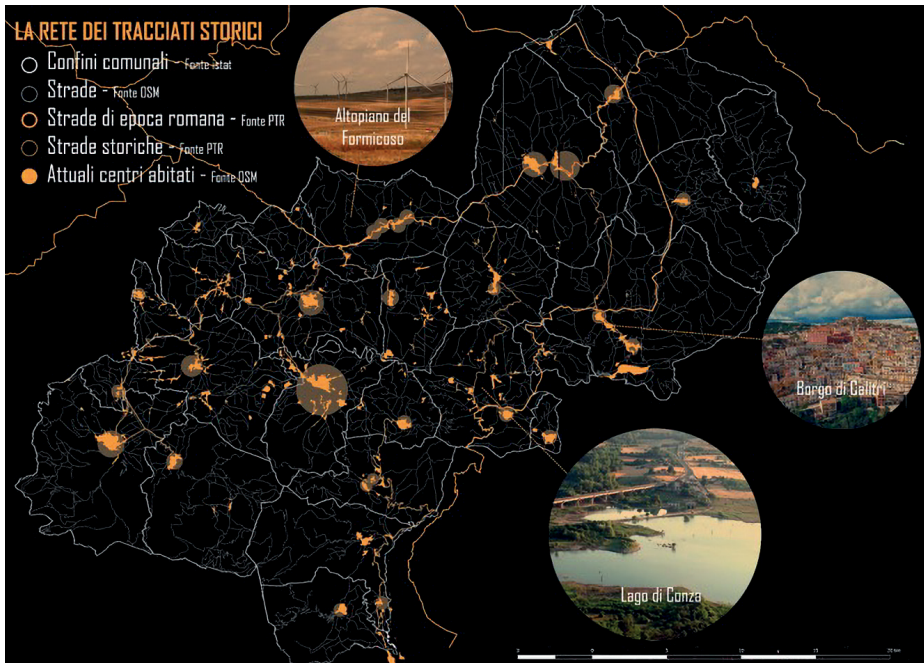 LA RETE DEI TRACCIATI STORICI
Confini comunali - Fonte Istat
Strade - Fonte OSM
Strade di epoca romana - Fonte PTR
Strade storiche - Fonte PTR
Attuali centri abitati - Fonte OSM
Altopiano del
Formicoso
Borgo di Calitri
Lago di Conza